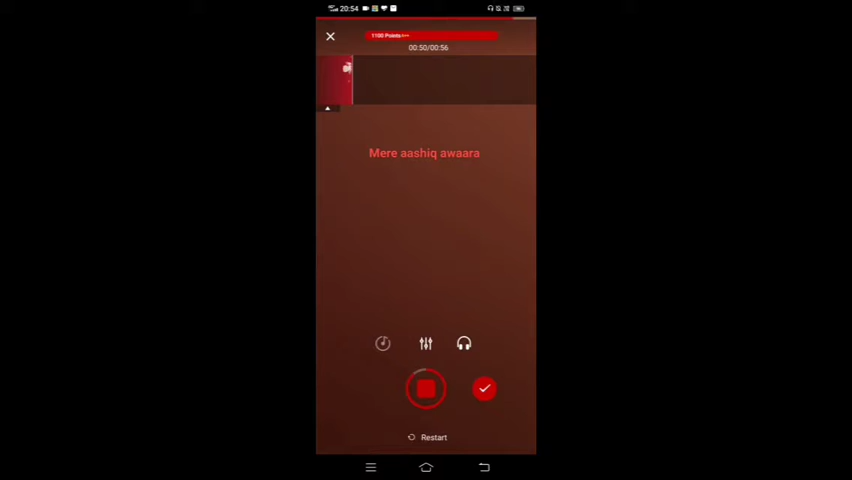 20:54
1100 Points
00:50/00:56
Mere aashiq awaara
Restart